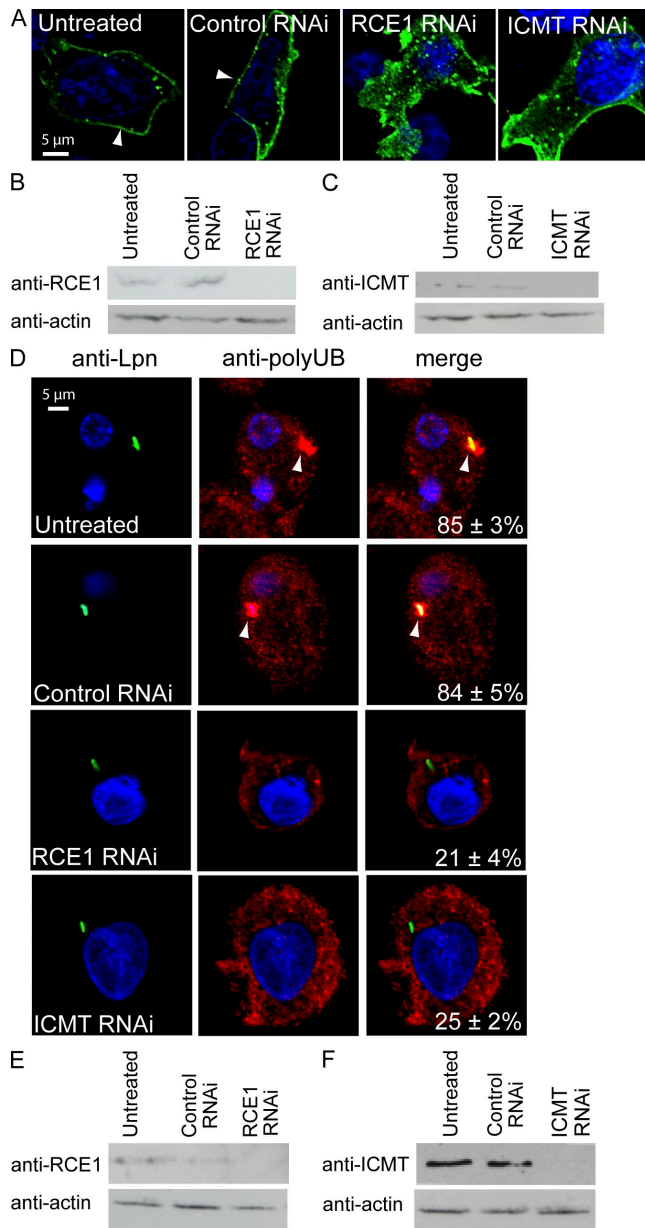 A
Untreated
Control RNAi
RCE1 RNAi
ICMT RNAi
5 µm
B
Untreated
Control RNAi
RCE1 RNAi
anti-RCE1
anti-actin
C
Untreated
Control RNAi
ICMT RNAi
anti-ICMT
anti-actin
D
anti-Lpn
anti-polyUB
merge
5 µm
Untreated
85 ± 3%
Control RNAi
84 ± 5%
RCE1 RNAi
21 ± 4%
ICMT RNAi
25 ± 2%
E
Untreated
Control RNAi
RCE1 RNAi
anti-RCE1
anti-actin
F
Untreated
Control RNAi
ICMT RNAi
anti-ICMT
anti-actin